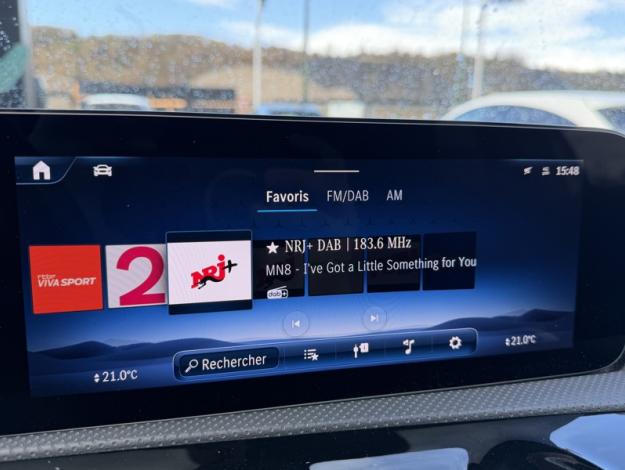 15:48
Favoris FM/DAB AM
VIVA SPORT
2
NRJ+
★ NRJ+ DAB | 183.6 MHz
MN8 - I've Got a Little Something for You
dab+
Rechercher
21.0°C
21.0°C